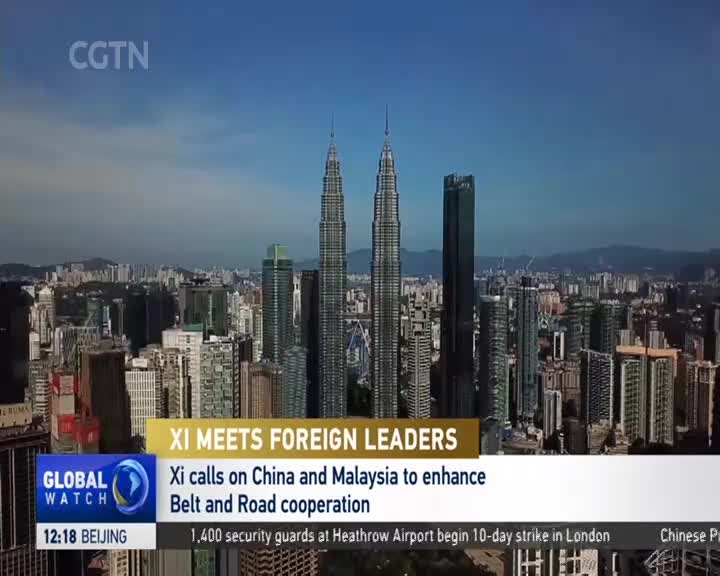 CGTN
XI MEETS FOREIGN LEADERS
Xi calls on China and Malaysia to enhance
Belt and Road cooperation
GLOBAL
WATCH
12:18 BEIJING
1,400 security guards at Heathrow Airport begin 10-day strike in London
Chinese